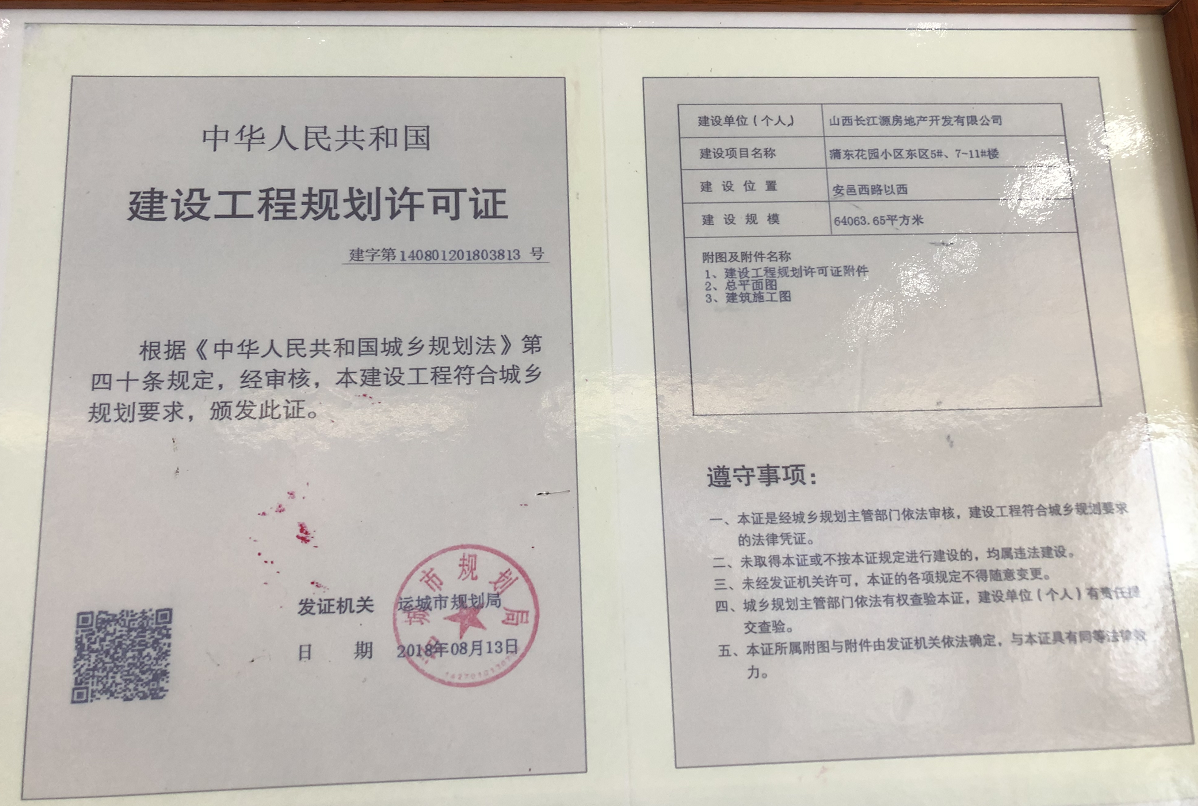 中华人民共和国
建设工程规划许可证
建字第140801201803813 号
根据《中华人民共和国城乡规划法》第
四十条规定，经审核，本建设工程符合城乡
规划要求，颁发此证。
发证机关 运城市规划局
日 期 2018年08月13日
运城市规划局
建设单位（个人） 山西长江源房地产开发有限公司
建设项目名称 蒲东花园小区东区5#、7-11#楼
建设位置 安邑西路以西
建设规模 64063.65平方米
附图及附件名称
1、建设工程规划许可证附件
2、总平面图
3、建筑施工图
遵守事项：
一、本证是经城乡规划主管部门依法审核，建设工程符合城乡规划要求
的法律凭证。
二、未取得本证或不按本证规定进行建设的，均属违法建设。
三、未经发证机关许可，本证的各项规定不得随意变更。
四、城乡规划主管部门依法有权查验本证，建设单位（个人）有责任提
交查验。
五、本证所属附图与附件由发证机关依法确定，与本证具有同等法律效
力。